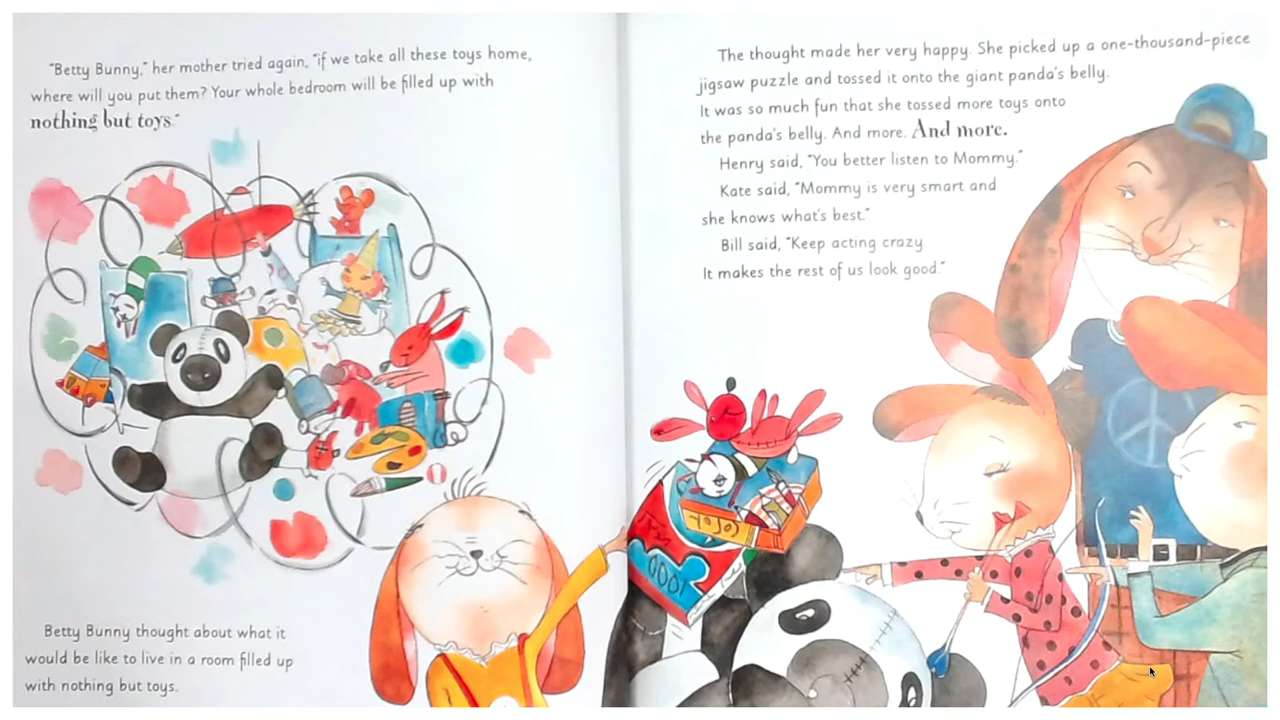 "Betty Bunny," her mother tried again, "if we take all these toys home,
where will you put them? Your whole bedroom will be filled up with
nothing but toys."
Betty Bunny thought about what it
would be like to live in a room filled up
with nothing but toys.
The thought made her very happy. She picked up a one-thousand-piece
jigsaw puzzle and tossed it onto the giant panda's belly.
It was so much fun that she tossed more toys onto
the panda's belly. And more. And more.
Henry said, "You better listen to Mommy."
Kate said, "Mommy is very smart and
she knows what's best."
Bill said, "Keep acting crazy.
It makes the rest of us look good."
1000